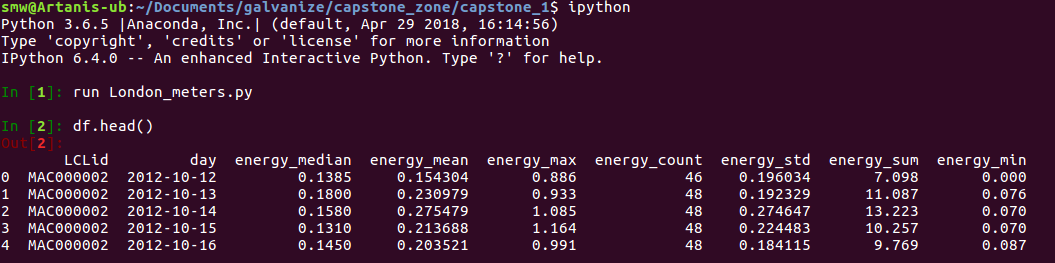 smw@Artanis-ub:~/Documents/galvanize/capstone_zone/capstone_1$ ipython
Python 3.6.5 |Anaconda, Inc.| (default, Apr 29 2018, 16:14:56)
Type 'copyright', 'credits' or 'license' for more information
IPython 6.4.0 -- An enhanced Interactive Python. Type '?' for help.
In [1]: run London_meters.py
In [2]: df.head()
Out[2]:
LCLid day energy_median energy_mean energy_max energy_count energy_std energy_sum energy_min
0 MAC000002 2012-10-12 0.1385 0.154304 0.886 46 0.196034 7.098 0.000
1 MAC000002 2012-10-13 0.1800 0.230979 0.933 48 0.192329 11.087 0.076
2 MAC000002 2012-10-14 0.1580 0.275479 1.085 48 0.274647 13.223 0.070
3 MAC000002 2012-10-15 0.1310 0.213688 1.164 48 0.224483 10.257 0.070
4 MAC000002 2012-10-16 0.1450 0.203521 0.991 48 0.184115 9.769 0.087